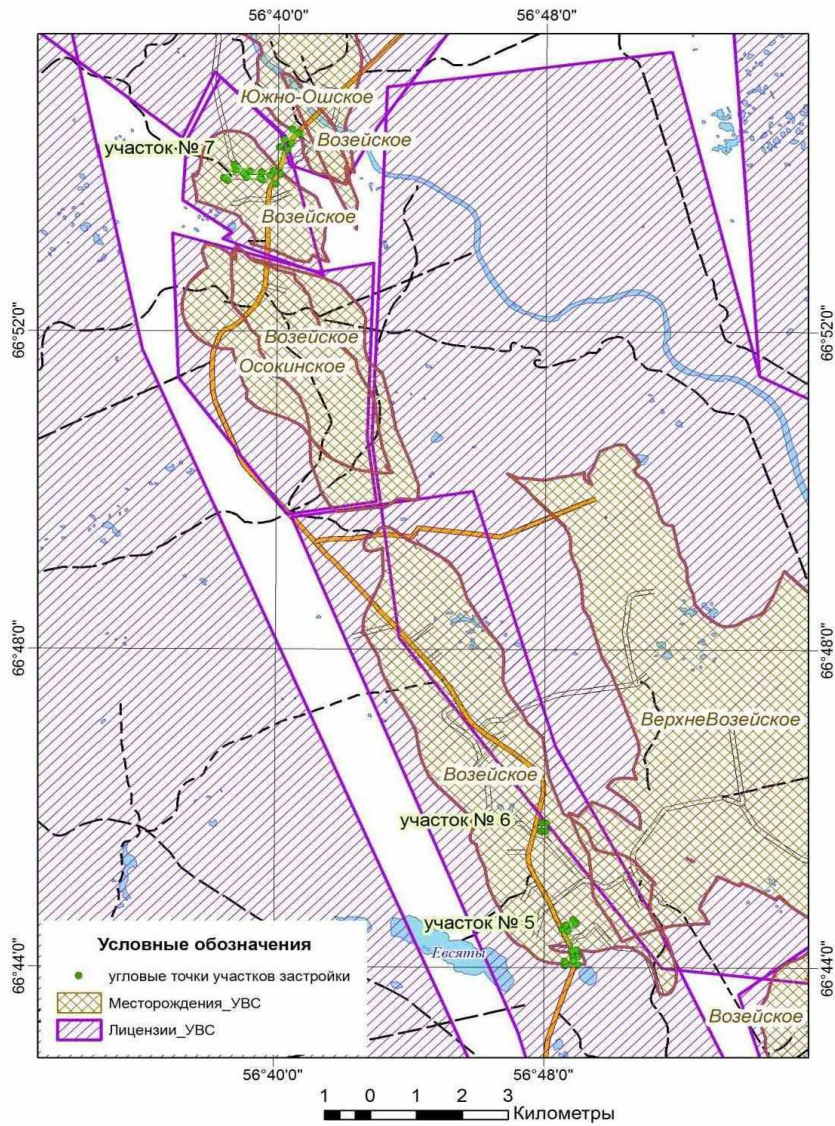 56°40'0"
56°48'0"
Южно-Ошское
Возейское
участок № 7
Возейское
66°52'0"
66°52'0"
Возейское
Осокинское
66°48'0"
66°48'0"
ВерхнеВозейское
Возейское
участок № 6
участок № 5
Евсяты
66°44'0"
66°44'0"
Возейское
Условные обозначения
угловые точки участков застройки
Месторождения_УВС
Лицензии_УВС
56°40'0"
56°48'0"
1 0 1 2 3
Километры